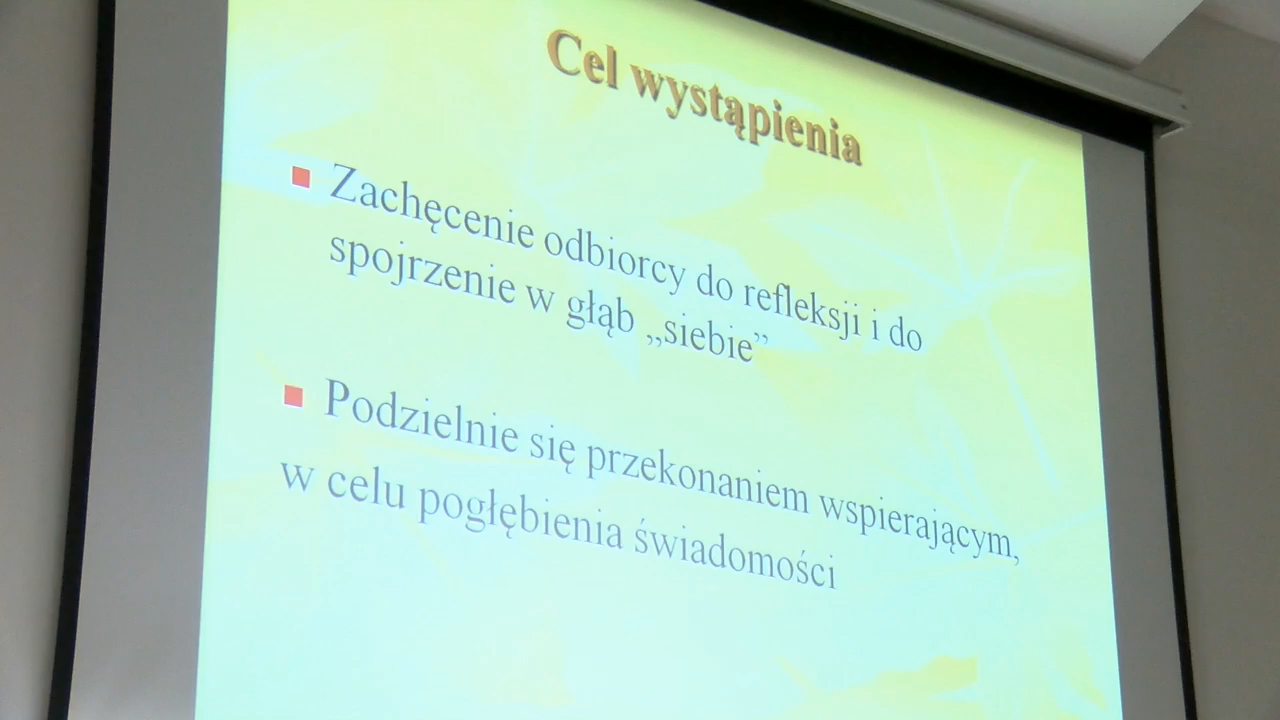 Cel wystąpienia
Zachęcenie odbiorcy do refleksji i do
spojrzenie w głąb „siebie”
Podzielnie się przekonaniem wspierającym,
w celu pogłębienia świadomości